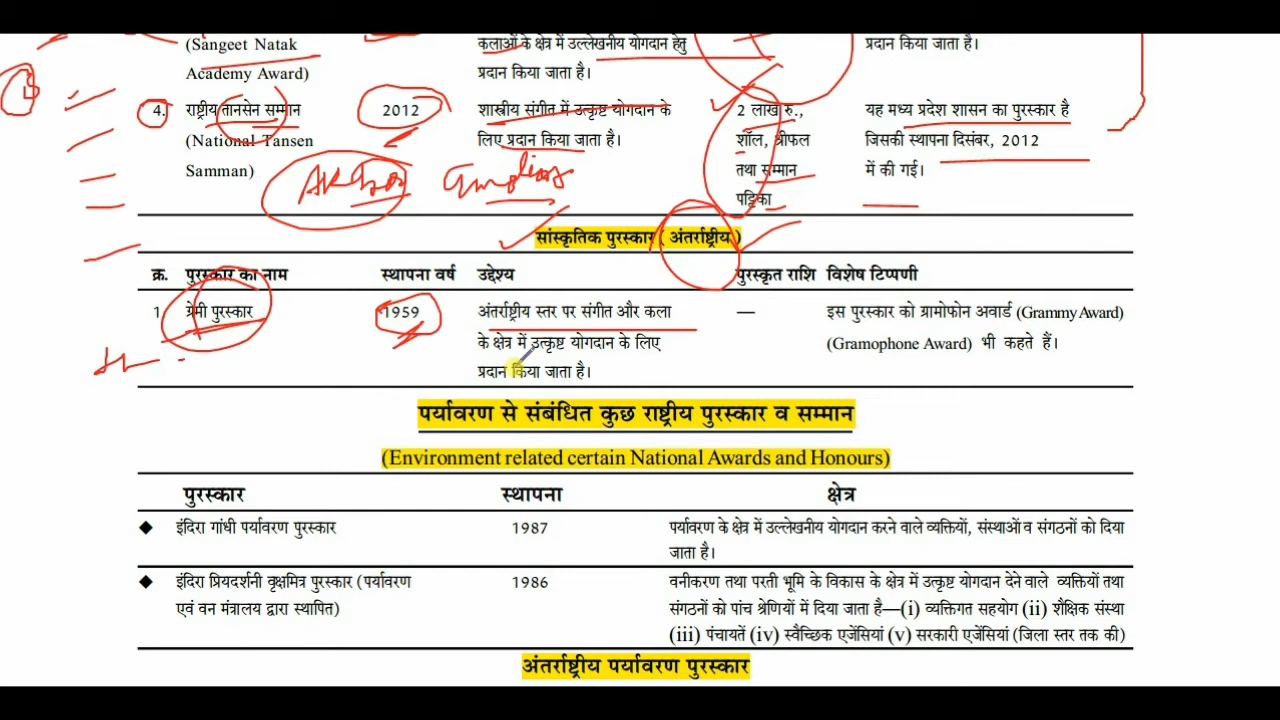 (Sangeet Natak कलाओं के क्षेत्र में उल्लेखनीय योगदान हेतु प्रदान किया जाता है।
Academy Award) प्रदान किया जाता है।
4. राष्ट्रीय तानसेन सम्मान 2012 शास्त्रीय संगीत में उत्कृष्ट योगदान के 2 लाख रु., यह मध्य प्रदेश शासन का पुरस्कार है
(National Tansen लिए प्रदान किया जाता है। शॉल, श्रीफल जिसकी स्थापना दिसंबर, 2012
Samman) तथा सम्मान में की गई।
पट्टिका
सांस्कृतिक पुरस्कार (अंतर्राष्ट्रीय)
क्र. पुरस्कार का नाम स्थापना वर्ष उद्देश्य पुरस्कृत राशि विशेष टिप्पणी
1 ग्रेमी पुरस्कार 1959 अंतर्राष्ट्रीय स्तर पर संगीत और कला — इस पुरस्कार को ग्रामोफोन अवार्ड (Grammy Award)
के क्षेत्र में उत्कृष्ट योगदान के लिए (Gramophone Award) भी कहते हैं।
प्रदान किया जाता है।
पर्यावरण से संबंधित कुछ राष्ट्रीय पुरस्कार व सम्मान
(Environment related certain National Awards and Honours)
पुरस्कार स्थापना क्षेत्र
◆ इंदिरा गांधी पर्यावरण पुरस्कार 1987 पर्यावरण के क्षेत्र में उल्लेखनीय योगदान करने वाले व्यक्तियों, संस्थाओं व संगठनों को दिया
जाता है।
◆ इंदिरा प्रियदर्शनी वृक्षमित्र पुरस्कार (पर्यावरण 1986 वनीकरण तथा परती भूमि के विकास के क्षेत्र में उत्कृष्ट योगदान देने वाले व्यक्तियों तथा
एवं वन मंत्रालय द्वारा स्थापित) संगठनों को पांच श्रेणियों में दिया जाता है—(i) व्यक्तिगत सहयोग (ii) शैक्षिक संस्था
(iii) पंचायतें (iv) स्वैच्छिक एजेंसियां (v) सरकारी एजेंसियां (जिला स्तर तक की)
अंतर्राष्ट्रीय पर्यावरण पुरस्कार